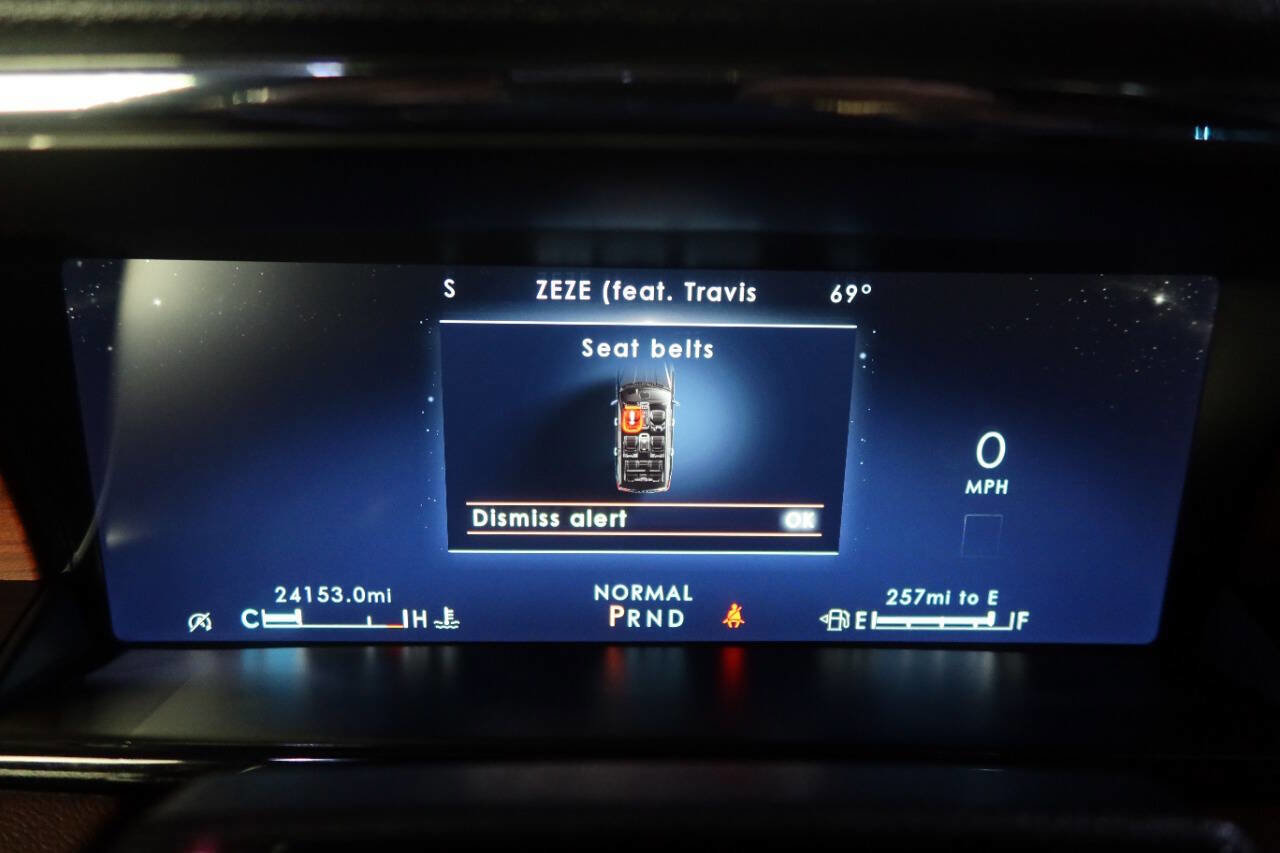 S ZEZE (feat. Travis 69°
Seat belts
Dismiss alert OK
0
MPH
24153.0mi
NORMAL
257mi to E
C H
PRND
E F